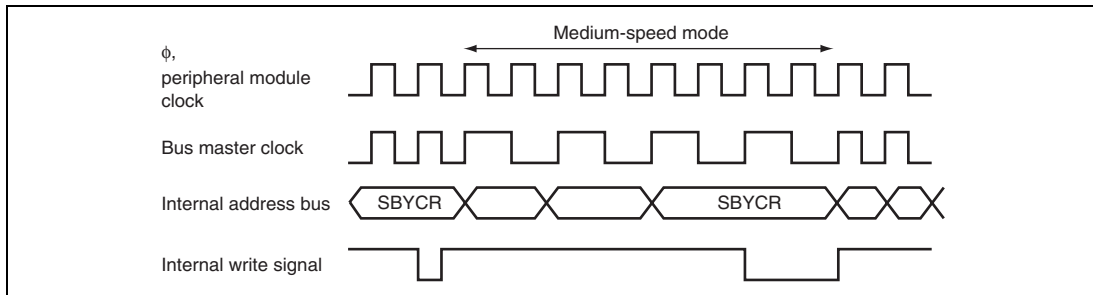 Medium-speed mode
ϕ,
peripheral module
clock
Bus master clock
Internal address bus
SBYCR
SBYCR
Internal write signal